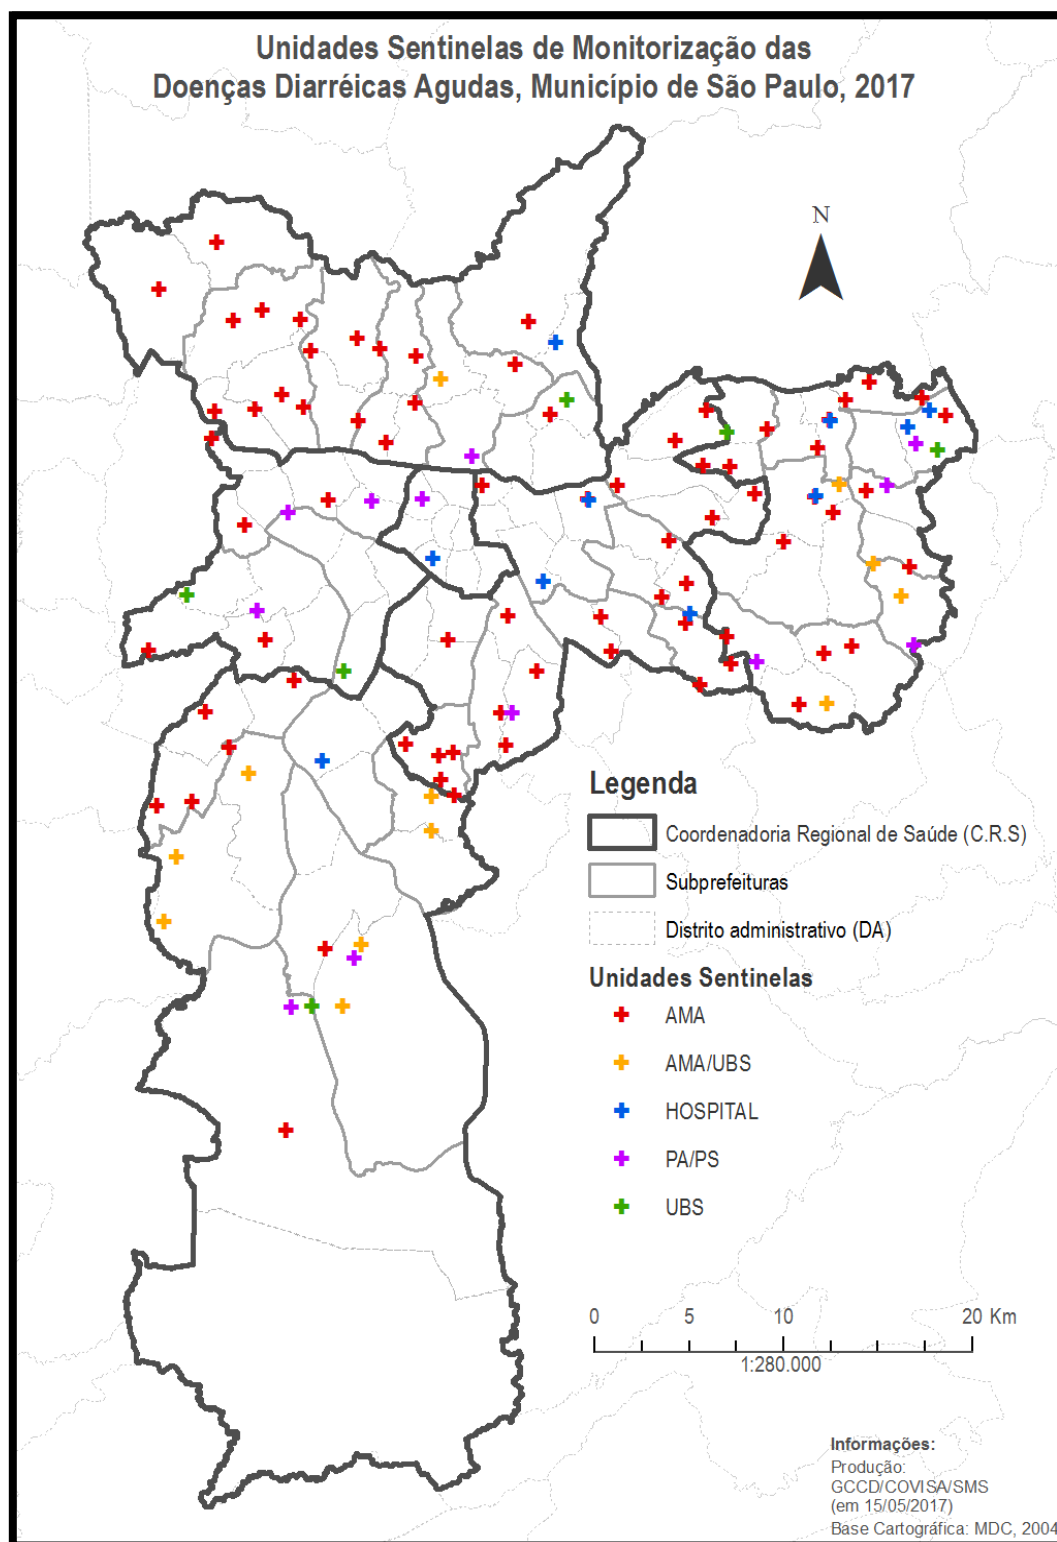 Unidades Sentinelas de Monitorização das
Doenças Diarréicas Agudas, Município de São Paulo, 2017
N
Legenda
Coordenadoria Regional de Saúde (C.R.S)
Subprefeituras
Distrito administrativo (DA)
Unidades Sentinelas
AMA
AMA/UBS
HOSPITAL
PA/PS
UBS
0 5 10 20 Km
1:280.000
Informações:
Produção:
GCCD/COVISA/SMS
(em 15/05/2017)
Base Cartográfica: MDC, 2004